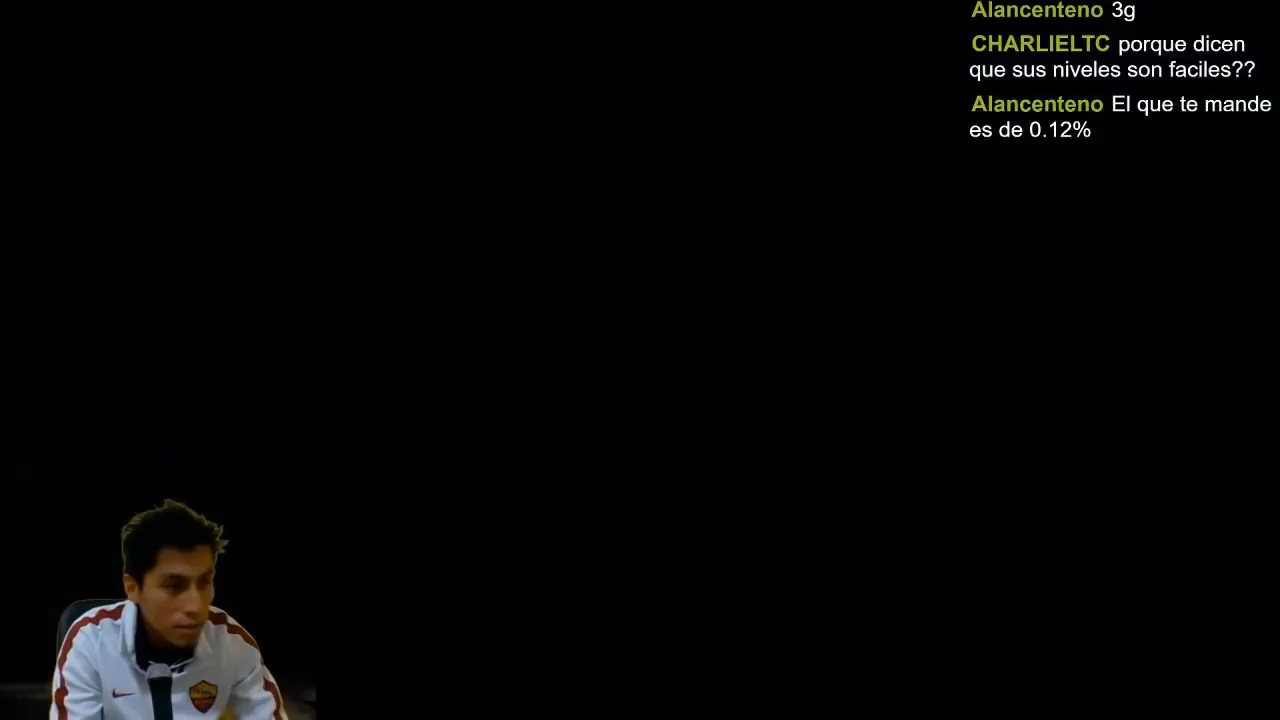 Alancenteno 3g
CHARLIELTC porque dicen
que sus niveles son faciles??
Alancenteno El que te mande
es de 0.12%